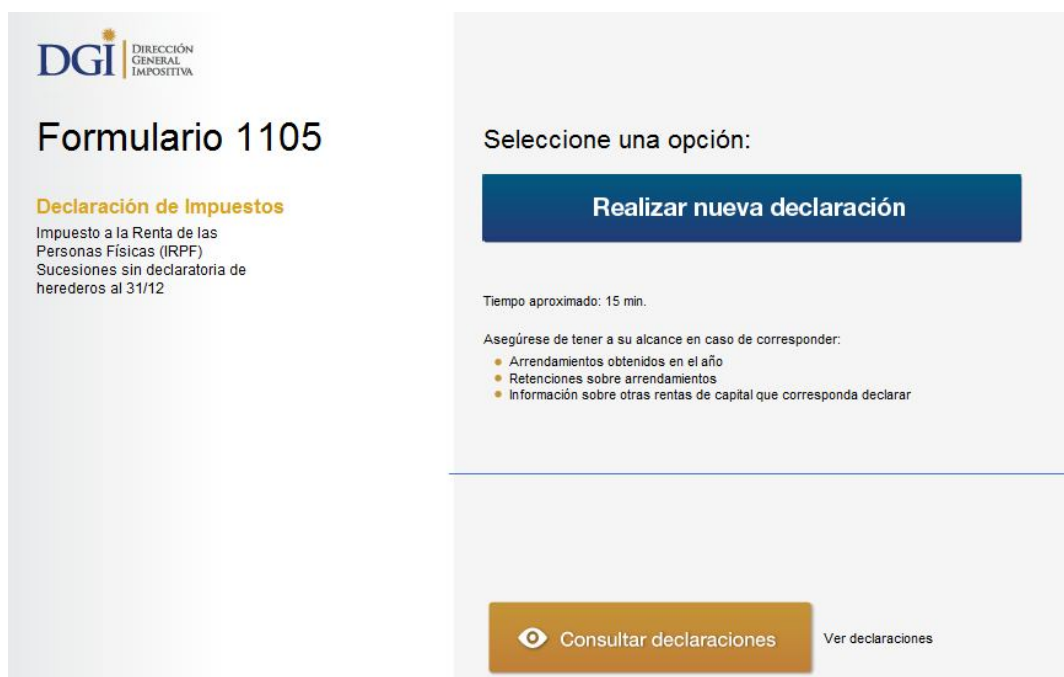 DGI
DIRECCIÓN
GENERAL
IMPOSITIVA
Formulario 1105
Declaración de Impuestos
Impuesto a la Renta de las
Personas Físicas (IRPF)
Sucesiones sin declaratoria de
herederos al 31/12
Seleccione una opción:
Realizar nueva declaración
Tiempo aproximado: 15 min.
Asegúrese de tener a su alcance en caso de corresponder:
Arrendamientos obtenidos en el año
Retenciones sobre arrendamientos
Información sobre otras rentas de capital que corresponda declarar
Consultar declaraciones
Ver declaraciones